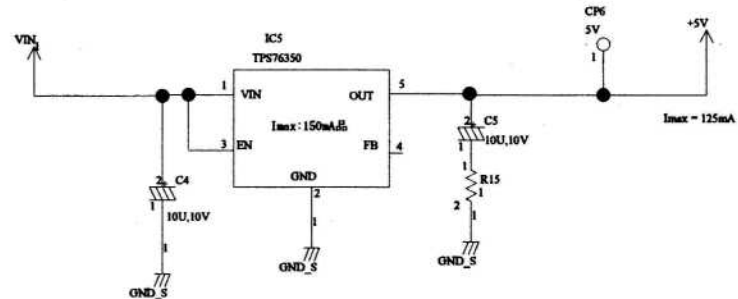 CP6
5V
1
+5V
VIN
IC5
TPS76350
1
VIN
OUT
5
Imax : 150mA
3
EN
FB
4
GND
2
1
GND_S
2
C4
1
10U,10V
1
GND_S
2
C5
1
10U,10V
1
R15
1
2
1
GND_S
Imax = 125mA